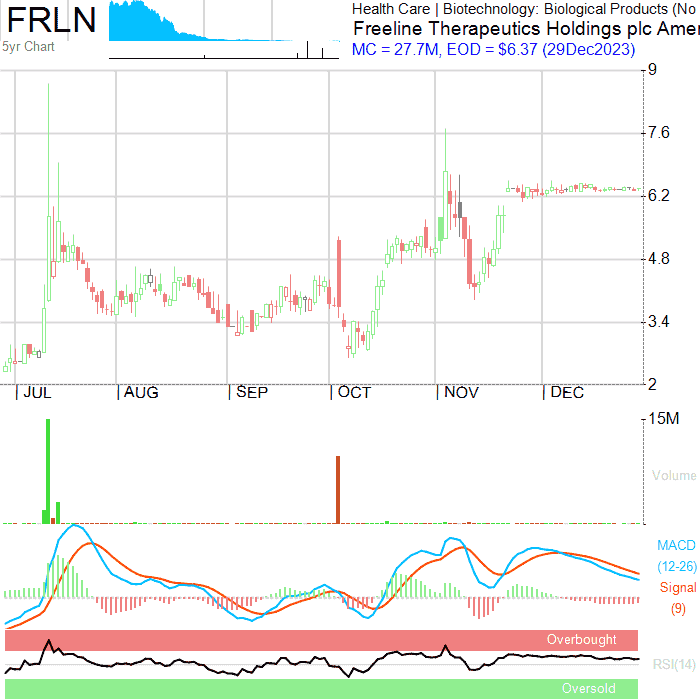 FRLN
5yr Chart
Health Care | Biotechnology: Biological Products (No
Freeline Therapeutics Holdings plc Amer
MC = 27.7M, EOD = $6.37 (29Dec2023)
9
7.6
6.2
4.8
3.4
2
JUL AUG SEP OCT NOV DEC
15M
Volume
MACD
(12-26)
Signal
(9)
Overbought
RSI(14)
Oversold